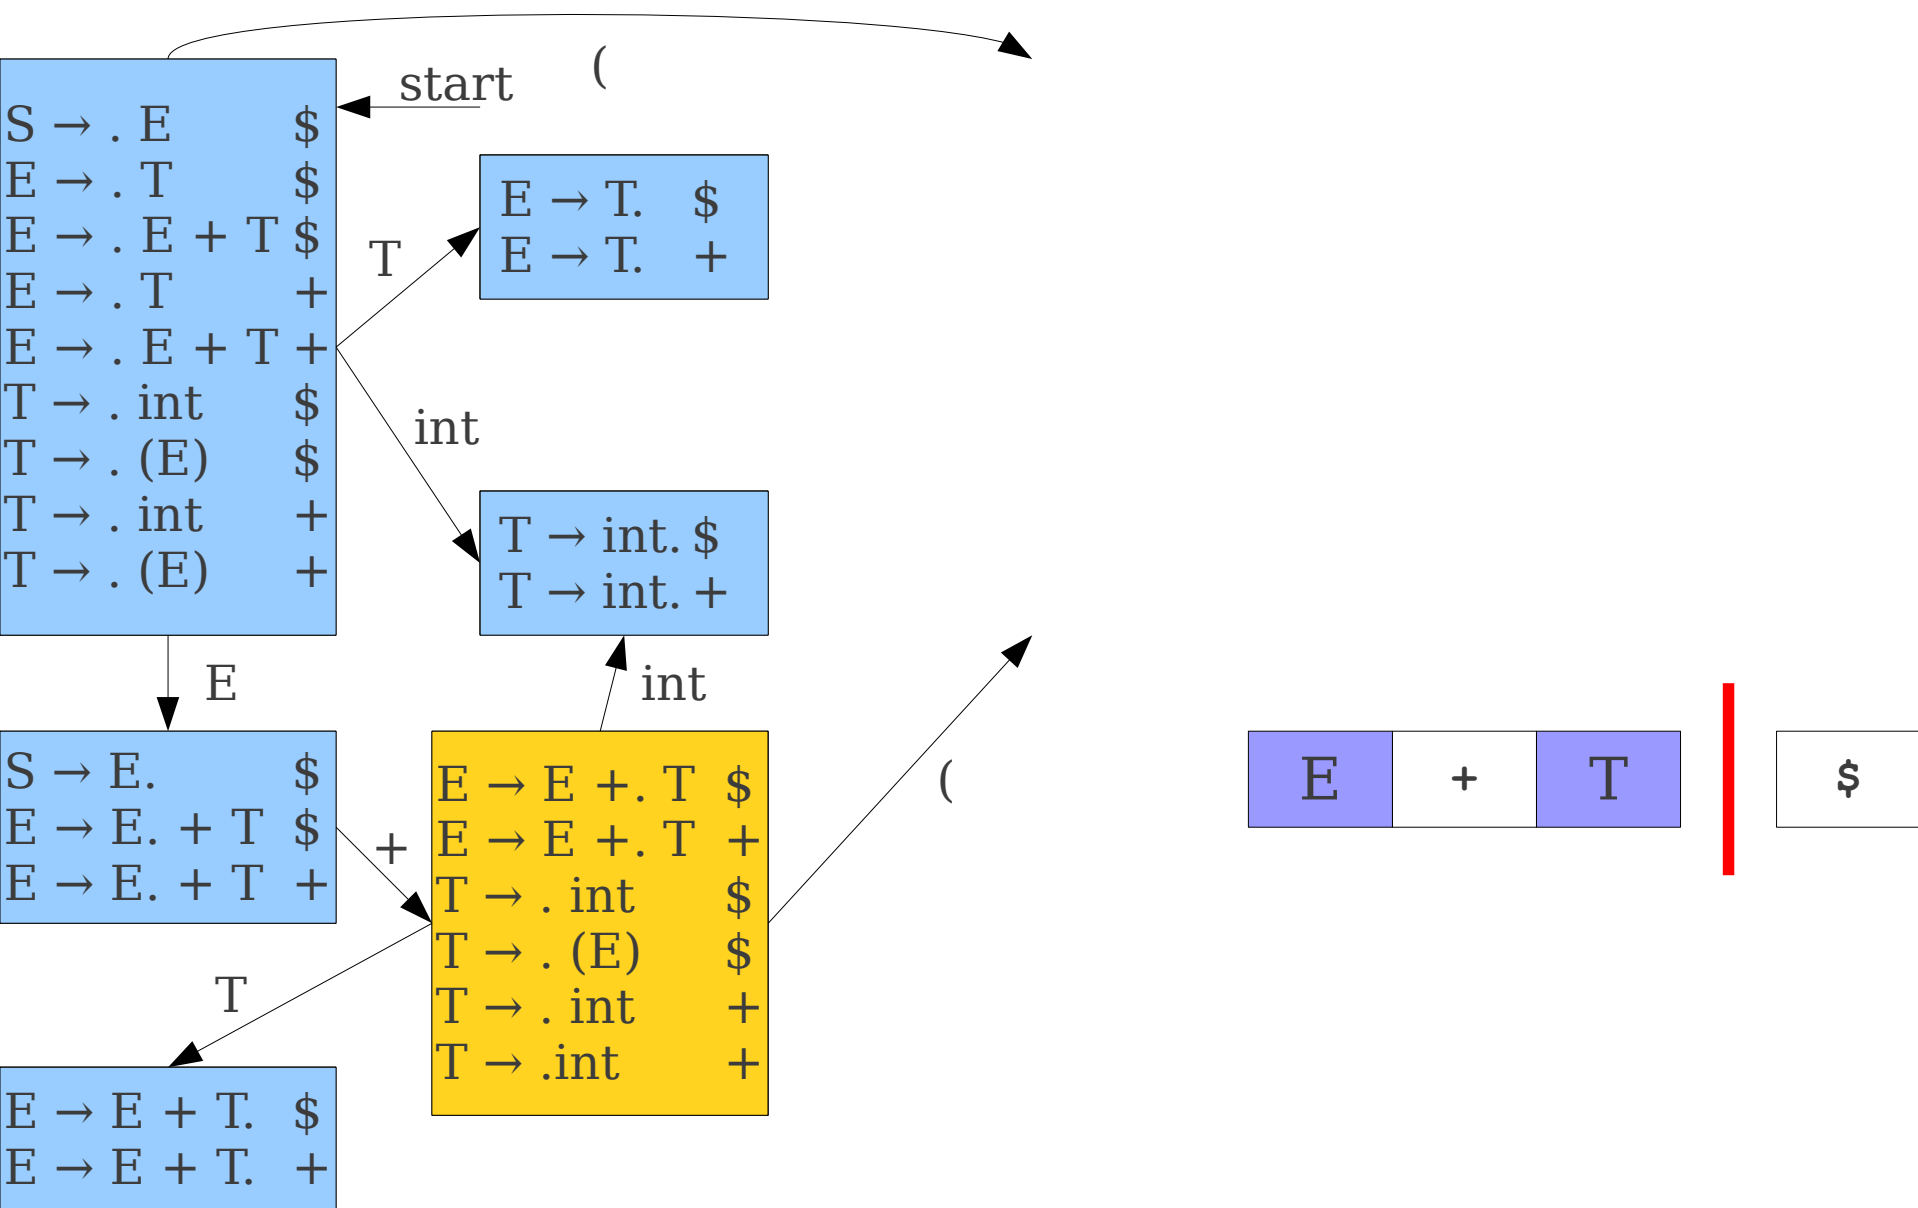 (
start
S → . E $
E → . T $
E → . E + T $
E → . T +
E → . E + T +
T → . int $
T → . (E) $
T → . int +
T → . (E) +
T
E → T. $
E → T. +
int
T → int. $
T → int. +
E
int
S → E. $
E → E. + T $
E → E. + T +
+
E → E +. T $
E → E +. T +
T → . int $
T → . (E) $
T → . int +
T → .int +
(
E + T $
T
E → E + T. $
E → E + T. +